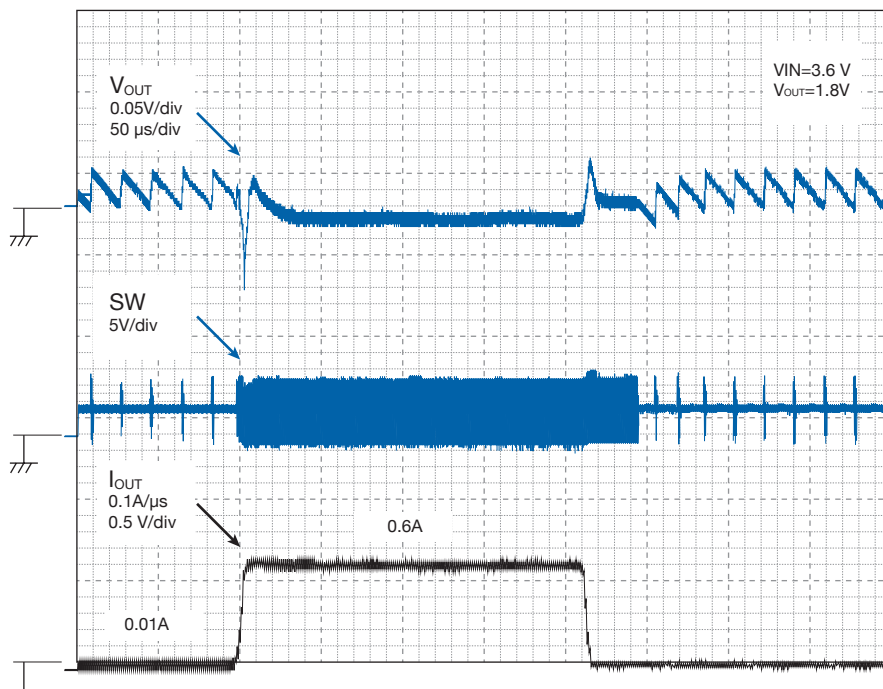 VIN=3.6 V
VOUT=1.8V
VOUT
0.05V/div
50 µs/div
SW
5V/div
IOUT
0.1A/µs
0.5 V/div
0.6A
0.01A